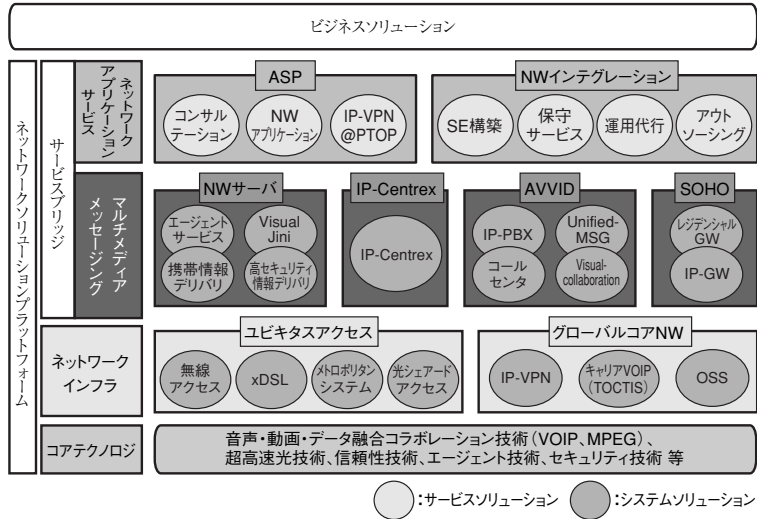 ビジネスソリューション
ネットワークソリューションプラットフォーム
サービスブリッジ
ネットワーク
アプリケーション
サービス
ASP
コンサル
テーション
NW
アプリケーション
IP-VPN
@PTOP
NWインテグレーション
SE構築
保守
サービス
運用代行
アウト
ソーシング
マルチメディア
メッセージング
NWサーバ
エージェント
サービス
Visual
Jini
携帯情報
デリバリ
高セキュリティ
情報デリバリ
IP-Centrex
IP-Centrex
AVVID
IP-PBX
Unified-
MSG
コール
センタ
Visual-
collaboration
SOHO
レジデンシャル
GW
IP-GW
ネットワーク
インフラ
ユビキタスアクセス
無線
アクセス
xDSL
メトロポリタン
システム
光シェアード
アクセス
グローバルコアNW
IP-VPN
キャリアVOIP
(TOCTIS)
OSS
コアテクノロジ
音声・動画・データ融合コラボレーション技術(VOIP、MPEG)、
超高速光技術、信頼性技術、エージェント技術、セキュリティ技術 等
:サービスソリューション
:システムソリューション